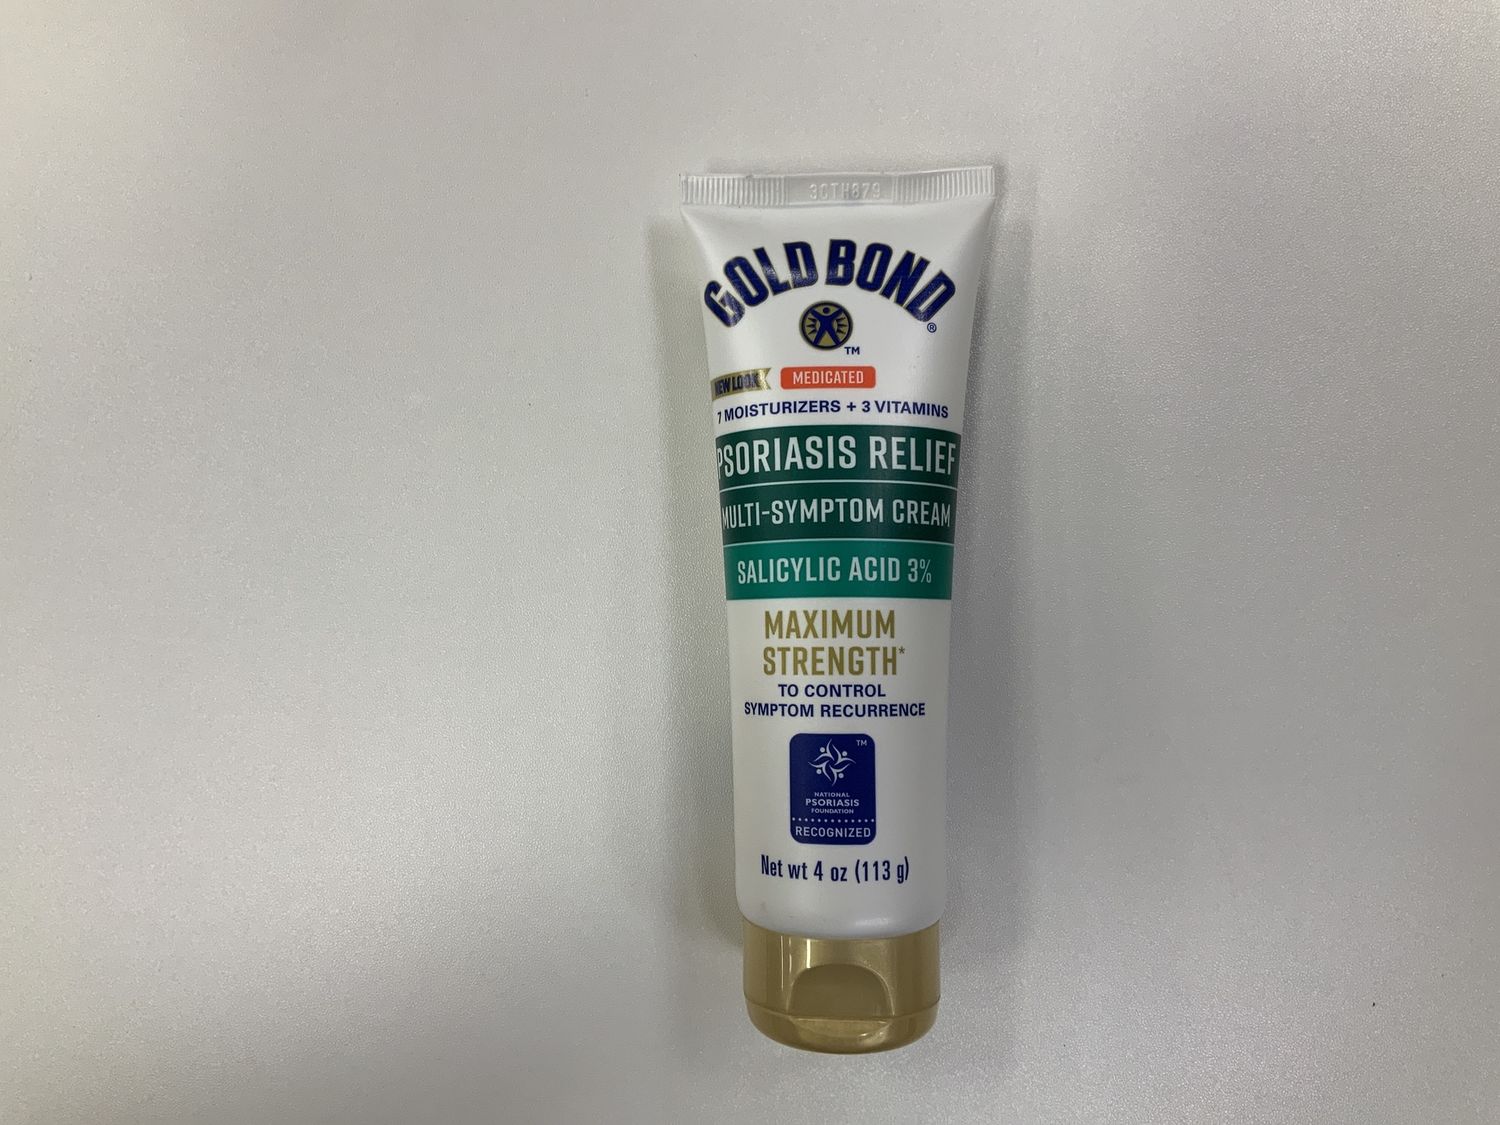 3CTH879
GOLD BOND®
™
NEW LOOK MEDICATED
7 MOISTURIZERS + 3 VITAMINS
PSORIASIS RELIEF
MULTI-SYMPTOM CREAM
SALICYLIC ACID 3%
MAXIMUM
STRENGTH*
TO CONTROL
SYMPTOM RECURRENCE
™
NATIONAL
PSORIASIS
FOUNDATION
RECOGNIZED
Net wt 4 oz (113 g)